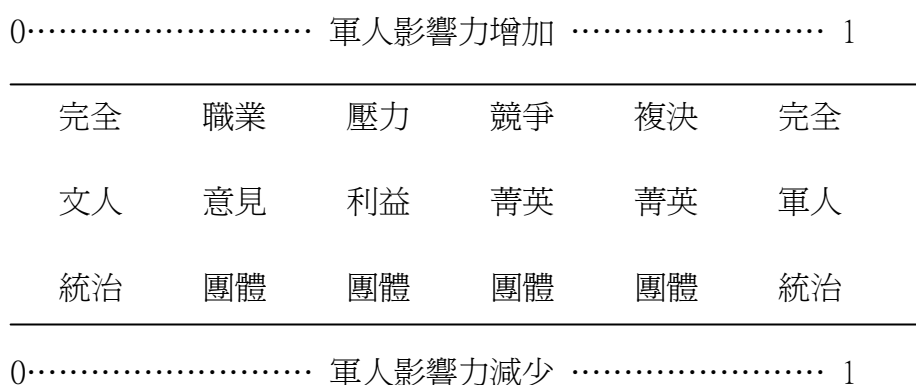 0……………………… 軍人影響力增加 …………………… 1
完全 職業 壓力 競爭 複決 完全
文人 意見 利益 菁英 菁英 軍人
統治 團體 團體 團體 團體 統治
0……………………… 軍人影響力減少 …………………… 1